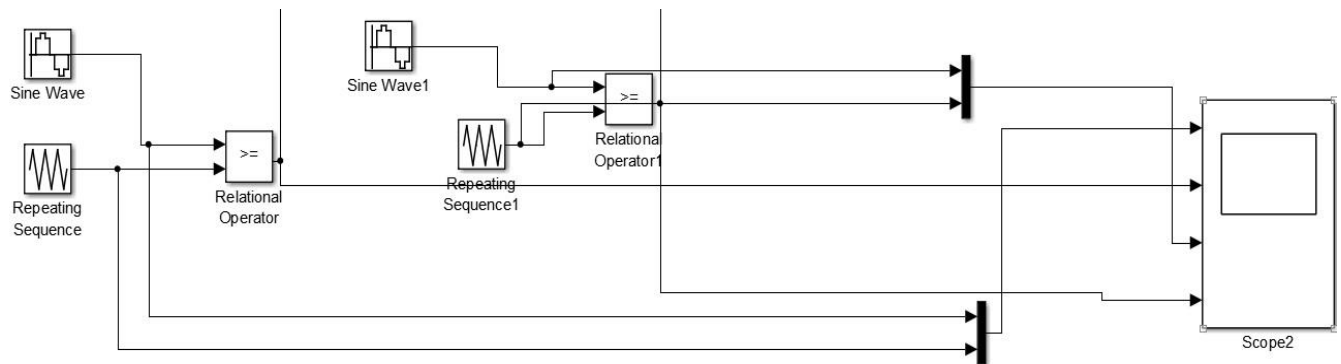 Sine Wave
Repeating
Sequence
>=
Relational
Operator
Sine Wave1
Repeating
Sequence1
>=
Relational
Operator1
Scope2